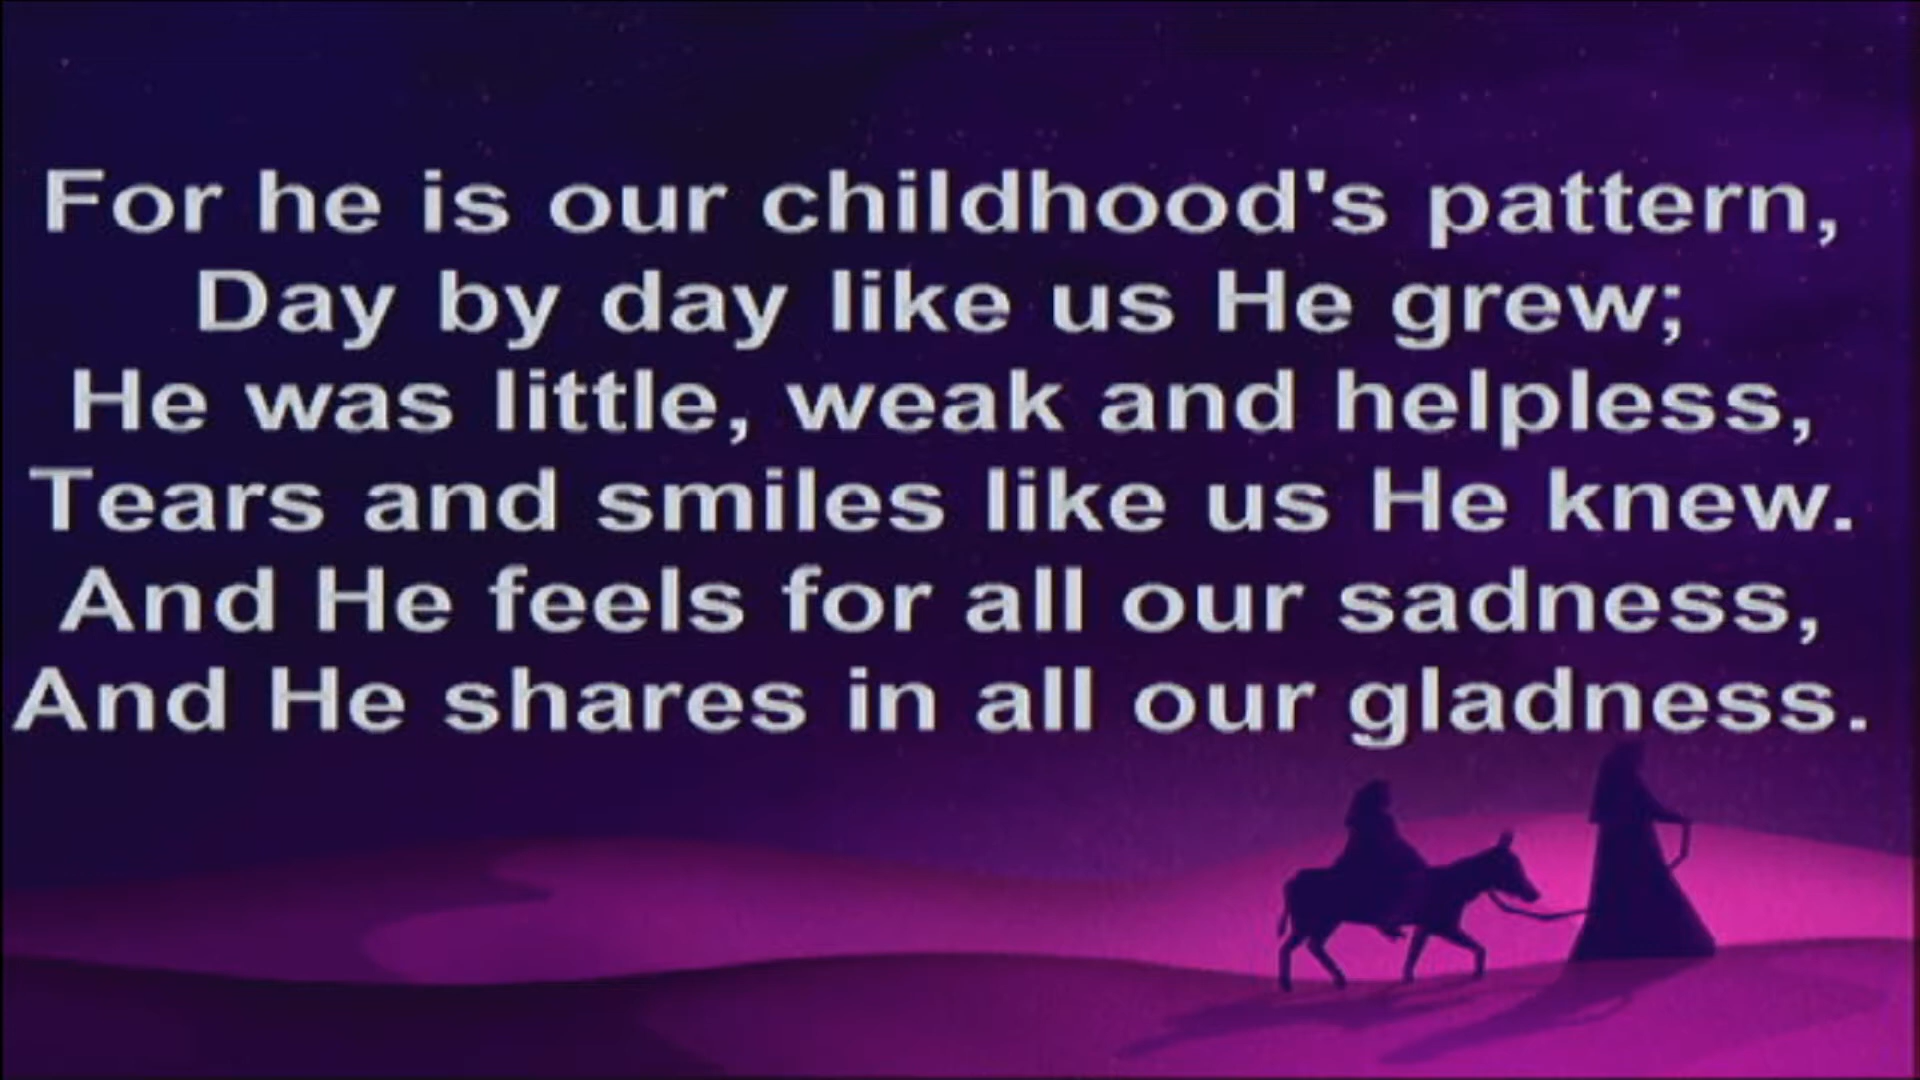 For he is our childhood's pattern,
Day by day like us He grew;
He was little, weak and helpless,
Tears and smiles like us He knew.
And He feels for all our sadness,
And He shares in all our gladness.